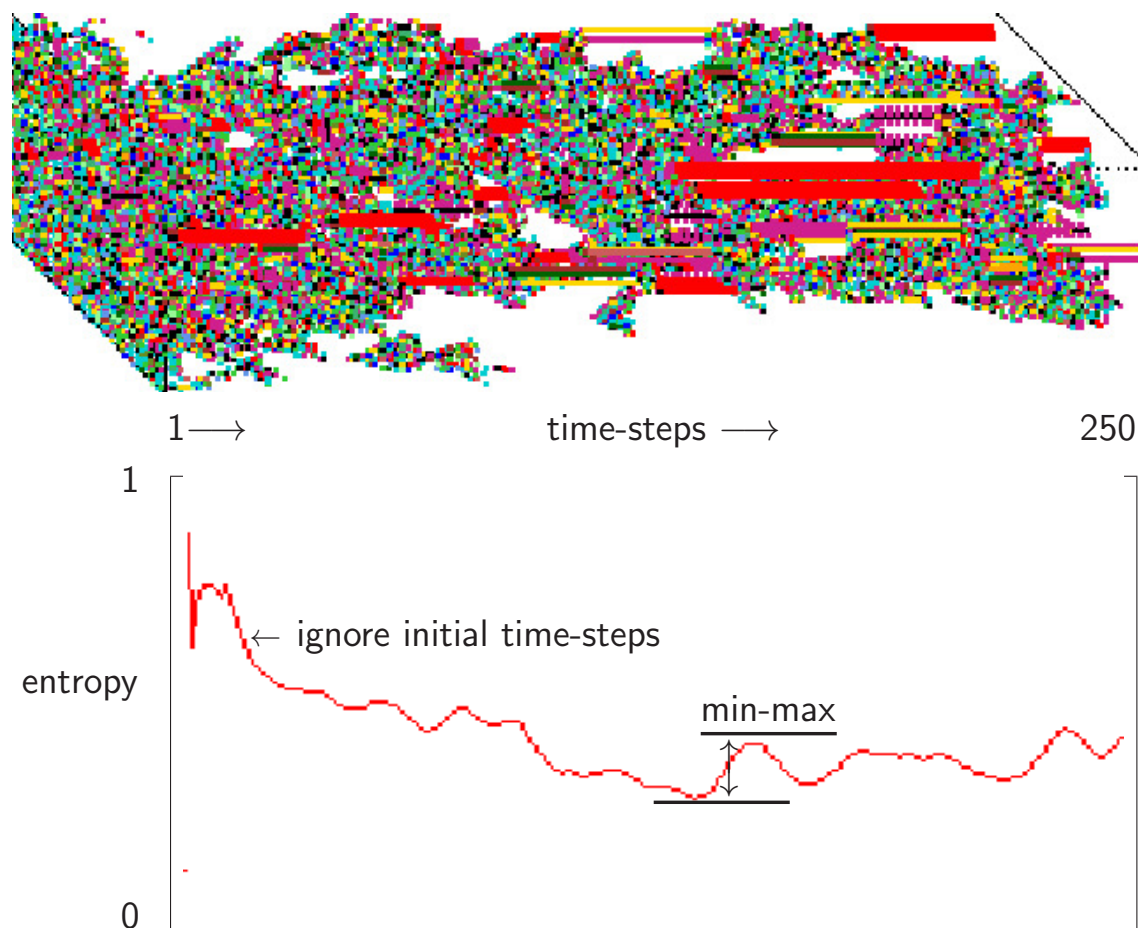 1⟶ time-steps ⟶ 250
1
← ignore initial time-steps
entropy
min-max
0